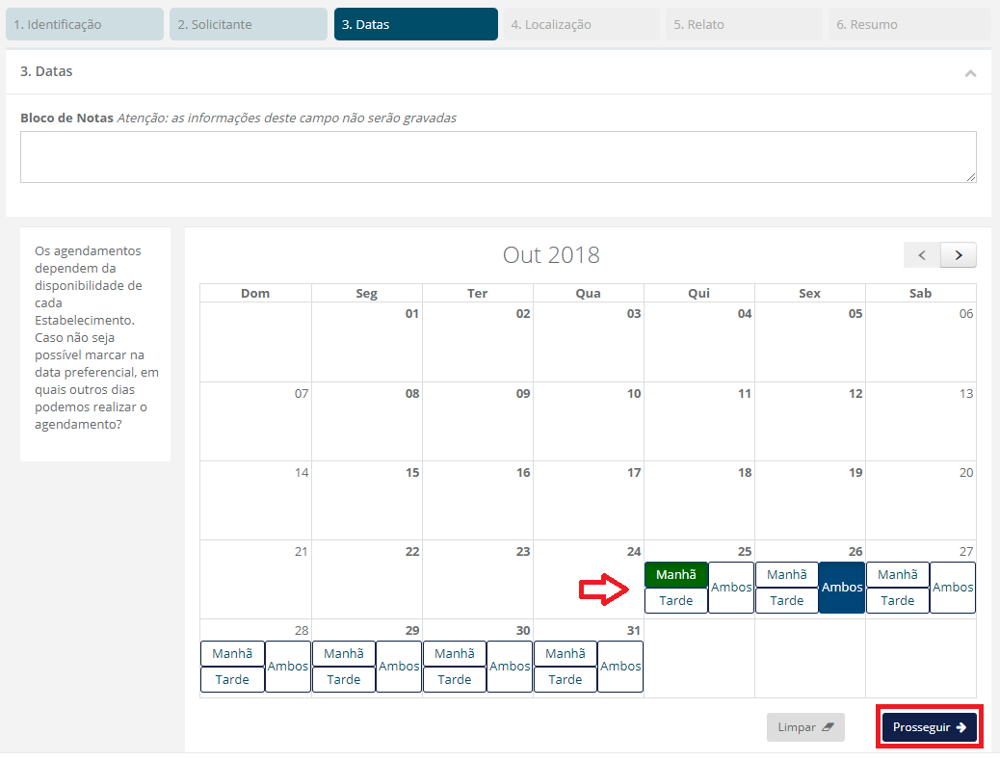 1. Identificação
2. Solicitante
3. Datas
4. Localização
5. Relato
6. Resumo
3. Datas
Bloco de Notas Atenção: as informações deste campo não serão gravadas
Os agendamentos
dependem da
disponibilidade de
cada
Estabelecimento.
Caso não seja
possível marcar na
data preferencial, em
quais outros dias
podemos realizar o
agendamento?
Out 2018
Dom Seg Ter Qua Qui Sex Sab
01 02 03 04 05 06
07 08 09 10 11 12 13
14 15 16 17 18 19 20
21 22 23 24 25 26 27
Manhã Manhã Manhã
Ambos Ambos Ambos
Tarde Tarde Tarde
28 29 30 31
Manhã Manhã Manhã Manhã
Ambos Ambos Ambos Ambos
Tarde Tarde Tarde Tarde
Limpar
Prosseguir